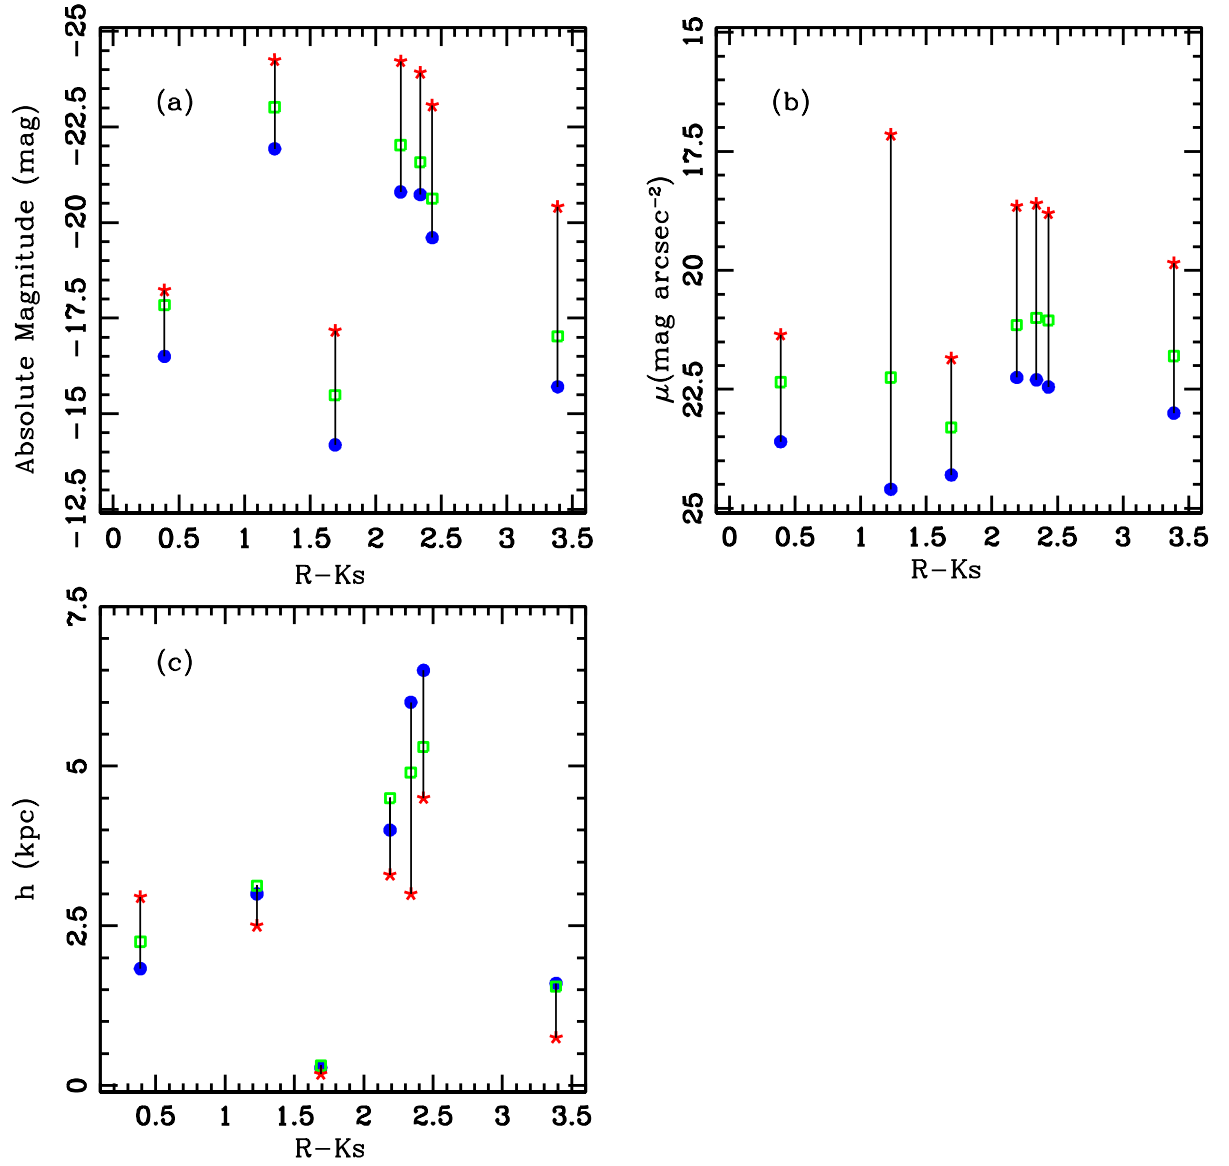 (a)
Absolute Magnitude (mag)
-25
-22.5
-20
-17.5
-15
-12.5
0 0.5 1 1.5 2 2.5 3 3.5
R-Ks
(b)
μ(mag arcsec⁻²)
15
17.5
20
22.5
25
0 0.5 1 1.5 2 2.5 3 3.5
R-Ks
(c)
h (kpc)
7.5
5
2.5
0
0.5 1 1.5 2 2.5 3 3.5
R-Ks